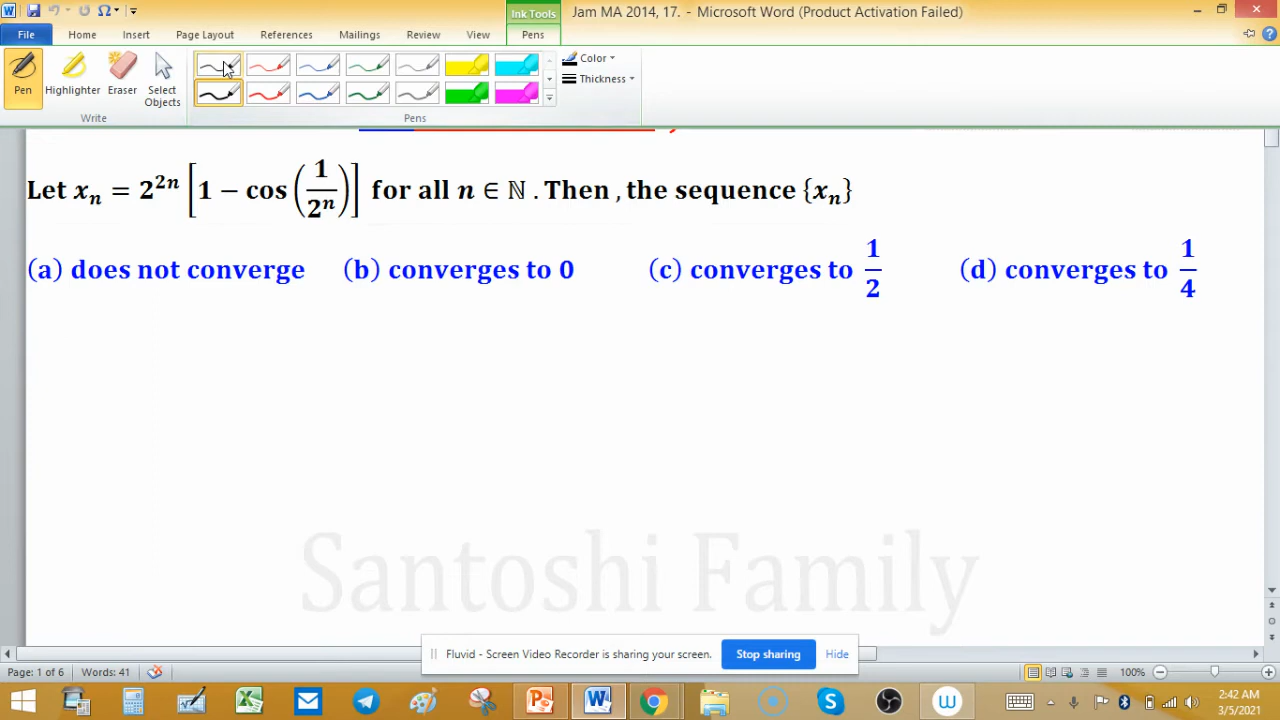 Ink Tools
Jam MA 2014, 17. - Microsoft Word (Product Activation Failed)
File Home Insert Page Layout References Mailings Review View Pens
Pen Highlighter Eraser Select Objects
Color
Thickness
Write
Pens
Let xₙ = 2²ⁿ [1 − cos (1/2ⁿ)] for all n ∈ ℕ . Then , the sequence {xₙ}
(a) does not converge (b) converges to 0 (c) converges to 1/2 (d) converges to 1/4
Santoshi Family
Fluvid - Screen Video Recorder is sharing your screen. Stop sharing Hide
Page: 1 of 6 Words: 41 100%
2:42 AM
3/5/2021